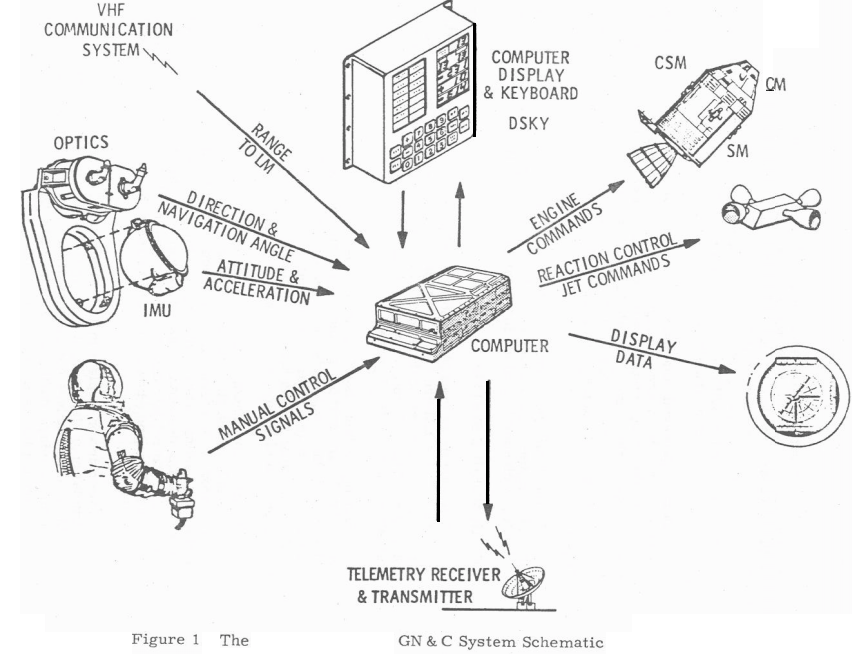 VHF
COMMUNICATION
SYSTEM
COMPUTER
DISPLAY
& KEYBOARD
DSKY
CSM
CM
SM
OPTICS
RANGE
TO LM
DIRECTION &
NAVIGATION ANGLE
ENGINE
COMMANDS
ATTITUDE &
ACCELERATION
REACTION CONTROL
JET COMMANDS
IMU
COMPUTER
DISPLAY
DATA
MANUAL CONTROL
SIGNALS
TELEMETRY RECEIVER
& TRANSMITTER
Figure 1 The GN & C System Schematic